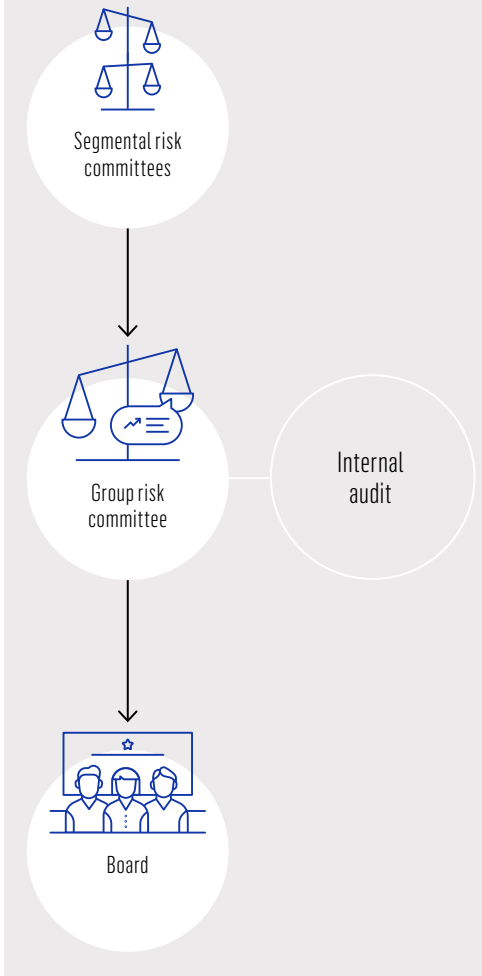 Segmental risk
committees
Group risk
committee
Internal
audit
Board